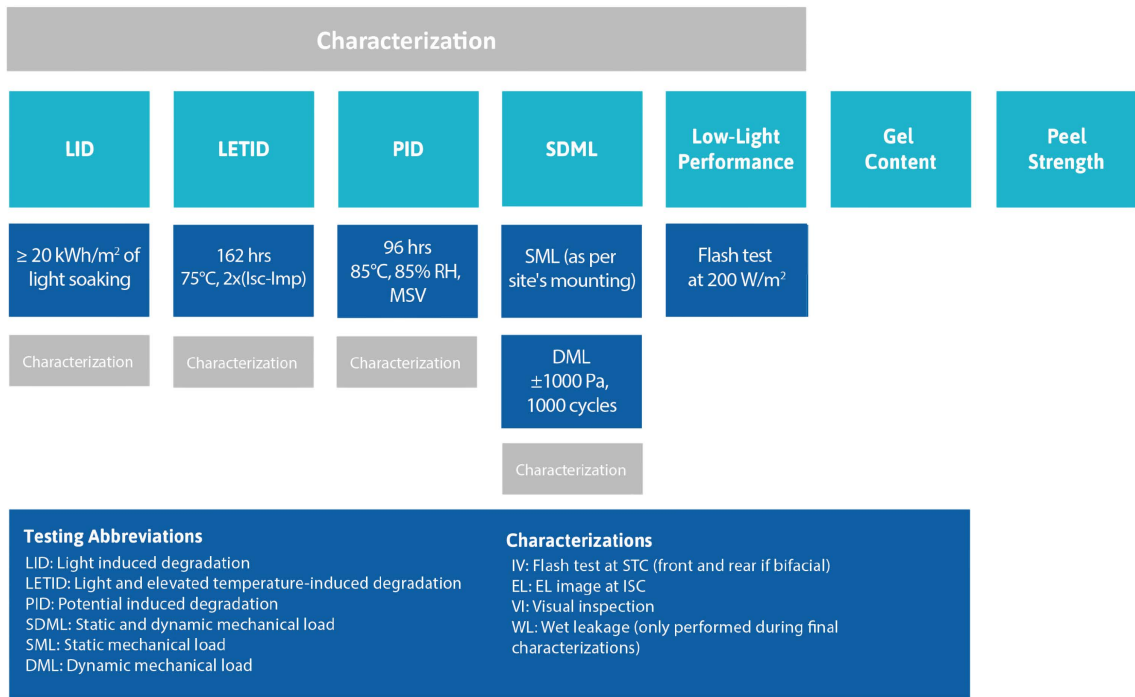 Characterization
LID
LETID
PID
SDML
Low-Light
Performance
Gel
Content
Peel
Strength
≥ 20 kWh/m² of
light soaking
162 hrs
75°C, 2x(Isc-Imp)
96 hrs
85°C, 85% RH,
MSV
SML (as per
site's mounting)
Flash test
at 200 W/m²
Characterization
Characterization
Characterization
DML
±1000 Pa,
1000 cycles
Characterization
Testing Abbreviations
LID: Light induced degradation
LETID: Light and elevated temperature-induced degradation
PID: Potential induced degradation
SDML: Static and dynamic mechanical load
SML: Static mechanical load
DML: Dynamic mechanical load
Characterizations
IV: Flash test at STC (front and rear if bifacial)
EL: EL image at ISC
VI: Visual inspection
WL: Wet leakage (only performed during final
characterizations)